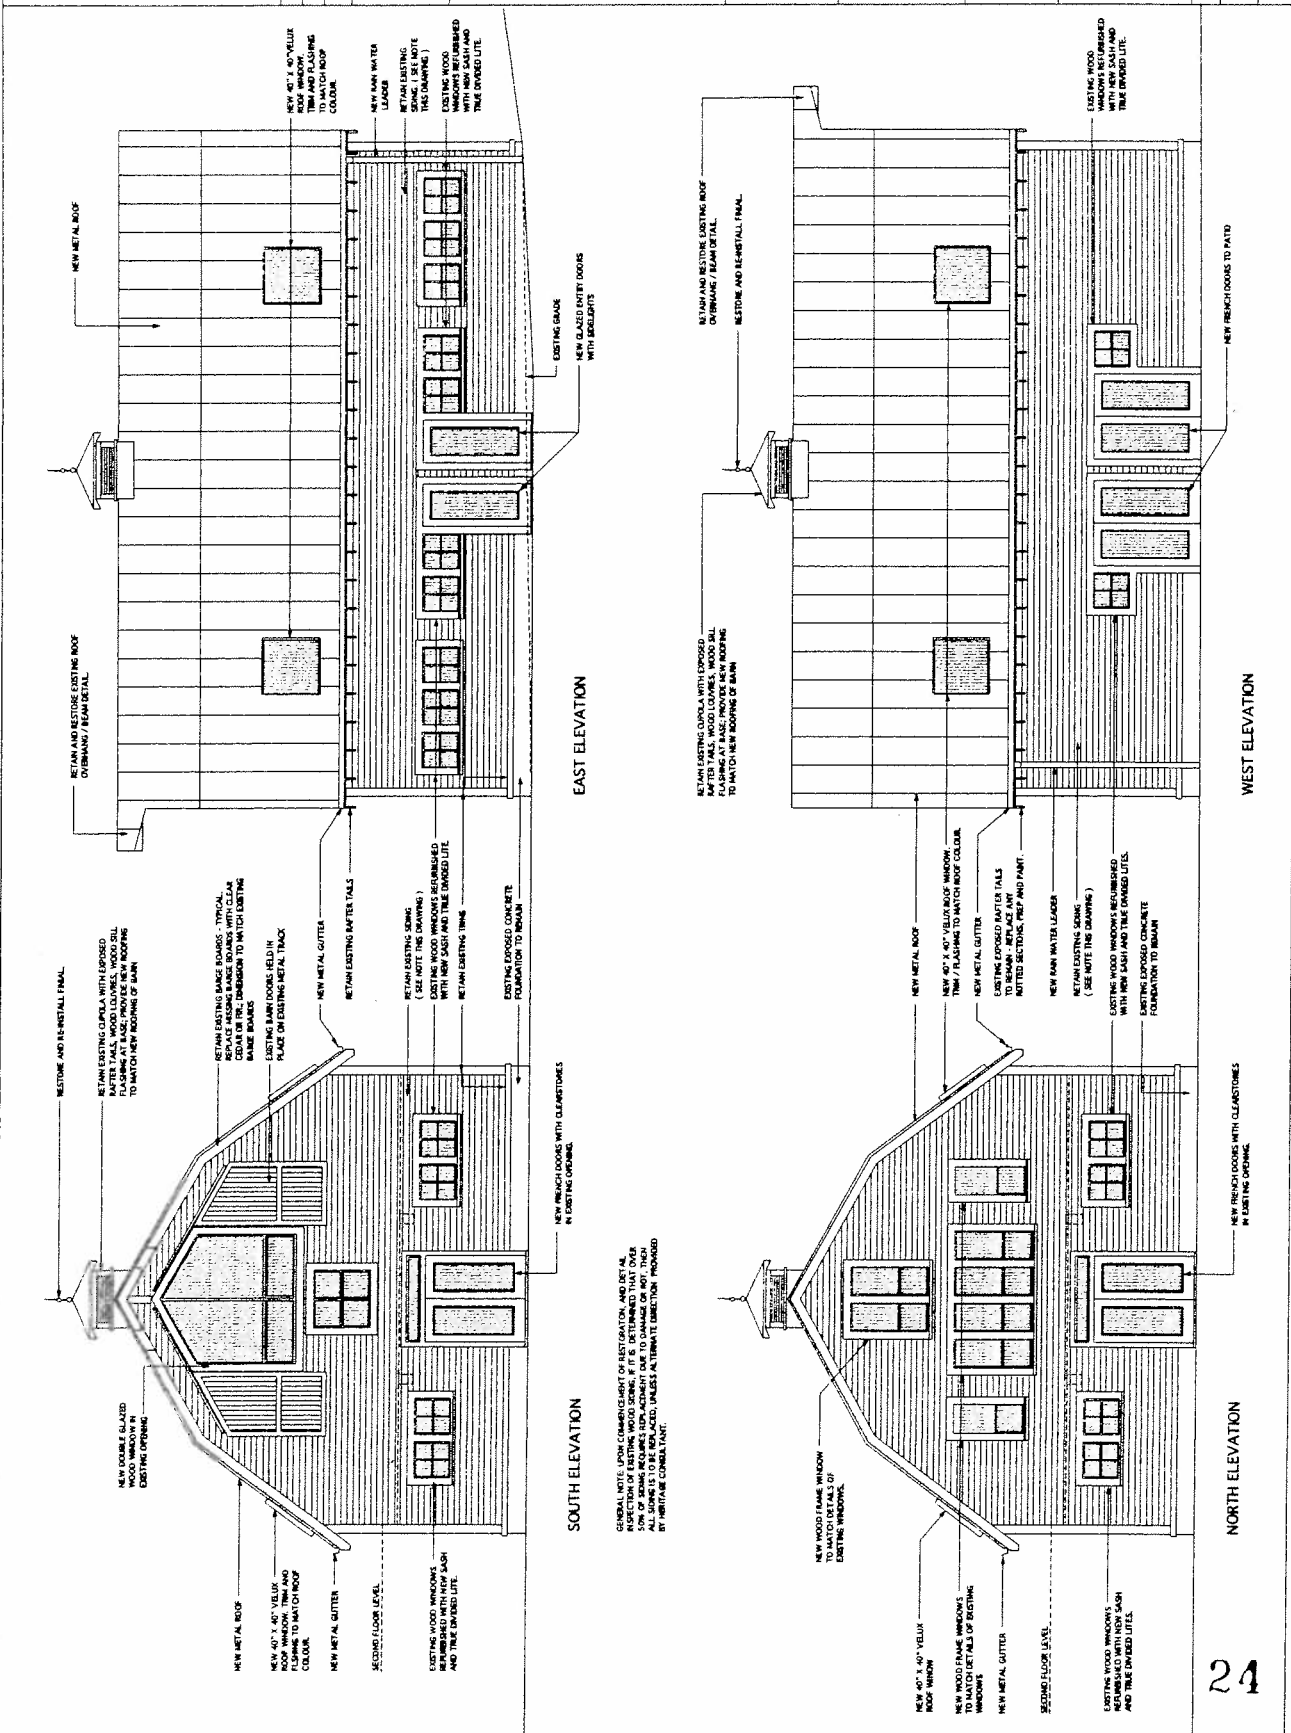 RESTORE AND RE-INSTALL FINIAL.
RETAIN EXISTING CUPOLA WITH EXPOSED
RAFTER TAILS, WOOD LOUVRES, WOOD SILL
FLASHING AT BASE; PROVIDE NEW ROOFING
TO MATCH NEW ROOFING OF BARN
RETAIN EXISTING BARGE BOARDS - TYPICAL.
REPLACE MISSING BARGE BOARDS WITH CLEAR
CEDAR OR FIR.; DIMENSION TO MATCH EXISTING
BARGE BOARDS
EXISTING BARN DOORS HELD IN
PLACE ON EXISTING METAL TRACK
NEW METAL GUTTER
RETAIN EXISTING RAFTER TAILS
RETAIN EXISTING SIDING
( SEE NOTE THIS DRAWING )
EXISTING WOOD WINDOWS REFURBISHED
WITH NEW SASH AND TRUE DIVIDED LITE.
RETAIN EXISTING TRIMS
EXISTING EXPOSED CONCRETE
FOUNDATION TO REMAIN
NEW FRENCH DOORS WITH CLEARSTORIES
IN EXISTING OPENING.
NEW DOUBLE GLAZED
WOOD WINDOW IN
EXISTING OPENING
NEW METAL ROOF
NEW 40" X 40" VELUX
ROOF WINDOW. TRIM AND
FLSHING TO MATCH ROOF
COLOUR.
NEW METAL GUTTER
SECOND FLOOR LEVEL
EXISTING WOOD WINDOWS
REFURBISHED WITH NEW SASH
AND TRUE DIVIDED LITE.
SOUTH ELEVATION
GENERAL NOTE: UPON COMMENCEMENT OF RESTORATON, AND DETAIL
INSPECTION OF EXISTING WOOD SIDING, IF IT IS DETERMINED THAT OVER
50% OF SIDING REQUIRES REPLACEMENT DUE TO DAMAGE OR ROT, THEN
ALL SIDING IS TO BE REPLACED, UNLESS ALTERNATE DIRECTION PROVIDED
BY HERITAGE CONSULTANT.
RETAIN AND RESTORE EXISTING ROOF
OVERHANG / BEAM DETAIL.
NEW METAL ROOF
NEW 40" X 40" VELUX
ROOF WINDOW.
TRIM AND FLASHING
TO MATCH ROOF
COLOUR.
NEW RAIN WATER
LEADER
RETAIN EXISTING
SIDING. ( SEE NOTE
THIS DRAWING )
EXISTING WOOD
WINDOWS REFURBISHED
WITH NEW SASH AND
TRUE DIVIDED LITE.
EXISTING GRADE
NEW GLAZED ENTRY DOORS
WITH SIDELIGHTS
EAST ELEVATION
NEW WOOD FRAME WINDOW
TO MATCH DETAILS OF
EXISTING WINDOWS.
NEW 40" X 40" VELUX
ROOF WINOW
NEW WOOD FRAME WINDOWS
TO MATCH DETAILS OF EXISTING
WINDOWS
NEW METAL GUTTER
SECOND FLOOR LEVEL
EXISTING WOOD WINDOWS
REFURBISHED WITH NEW SASH
AND TRUE DIVIDED LITES.
NEW METAL ROOF
NEW 40" X 40" VELUX ROOF WINDOW.
TRIM / FLASHING TO MATCH ROOF COLOUR.
NEW METAL GUTTER
EXISTING EXPOSED RAFTER TAILS
TO REMAIN - REPLACE ANY
ROTTED SECTIONS, PREP AND PAINT.
NEW RAIN WATER LEADER
RETAIN EXISTING SIDING
( SEE NOTE THIS DRAWING )
EXISTING WOOD WINDOWS REFURBISHED
WITH NEW SASH AND TRUE DIVIDED LITES.
EXISTING EXPOSED CONCRETE
FOUNDATION TO REMAIN
NEW FRENCH DOORS WITH CLEARSTORIES
IN EXISTING OPENING.
NORTH ELEVATION
RETAIN EXISTING CUPOLA WITH EXPOSED
RAFTER TAILS, WOOD LOUVRES, WOOD SILL
FLASHING AT BASE; PROVIDE NEW ROOFING
TO MATCH NEW ROOFING OF BARN
RETAIN AND RESTORE EXISTING ROOF
OVERHANG / BEAM DETAIL.
RESTORE AND RE-INSTALL FINIAL.
EXISTING WOOD
WINDOWS REFURBISHED
WITH NEW SASH AND
TRUE DIVIDED LITE.
NEW FRENCH DOORS TO PATIO
WEST ELEVATION
24